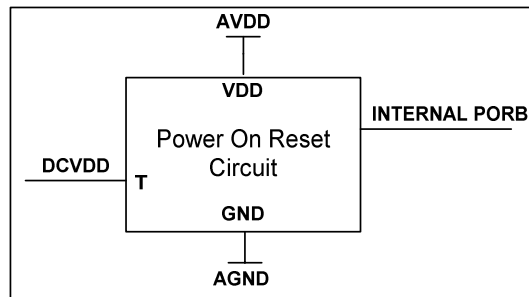 AVDD
VDD
INTERNAL PORB
Power On Reset
Circuit
DCVDD
T
GND
AGND